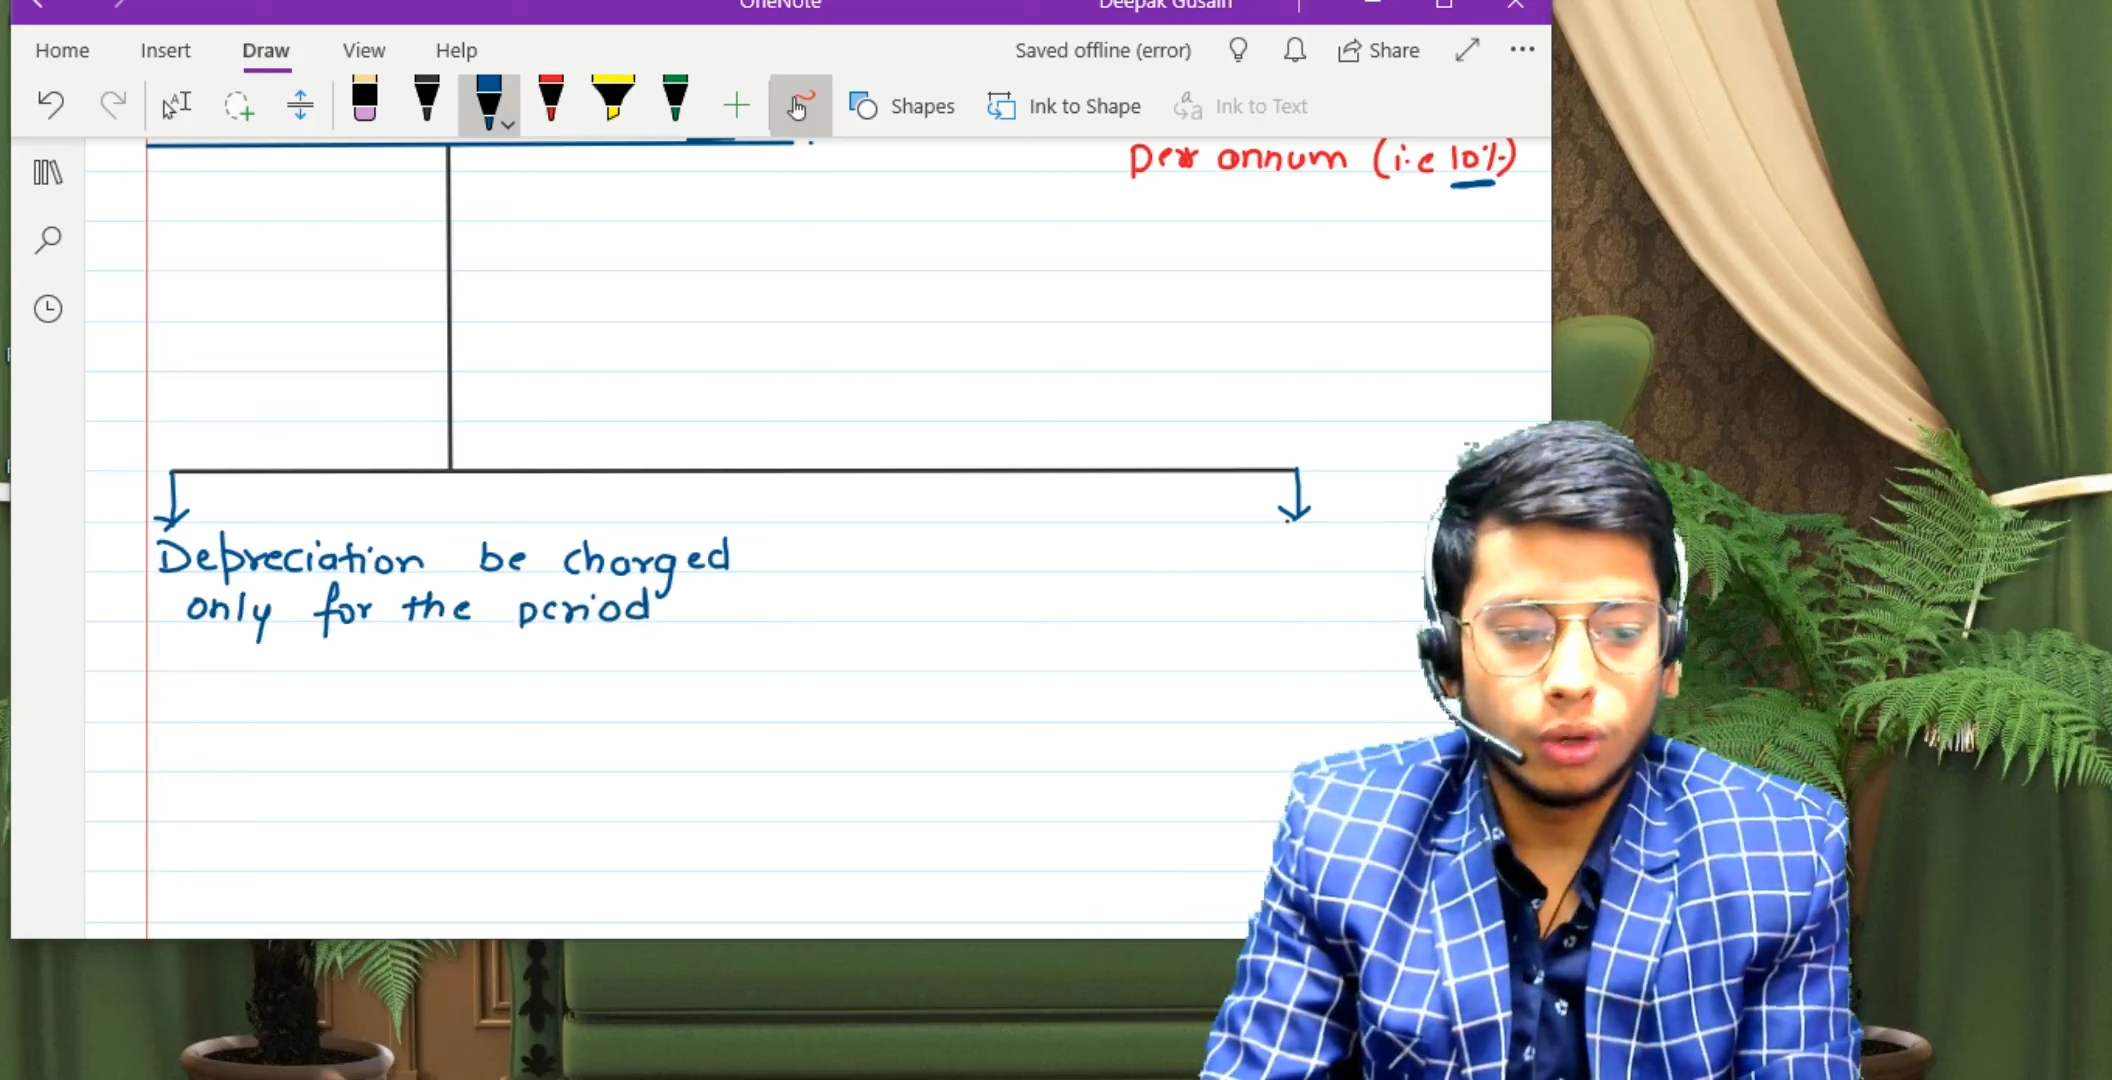 OneNote
Deepak Gusain
Home Insert Draw View Help
Saved offline (error) Share
Shapes Ink to Shape Ink to Text
Per annum (i.e 10%)
Depreciation be charged
only for the period